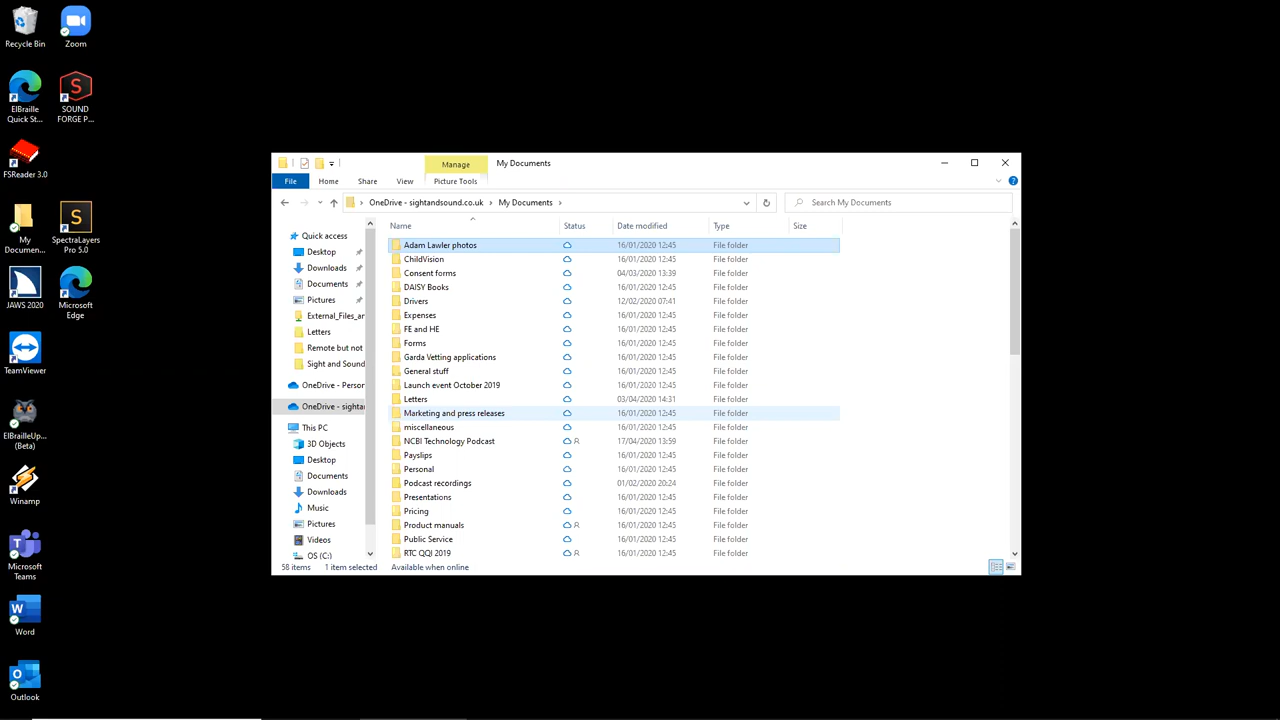 Recycle Bin
Zoom
ElBraille
Quick St...
SOUND
FORGE P...
FSReader 3.0
My
Documen...
SpectraLayers
Pro 5.0
JAWS 2020
Microsoft
Edge
TeamViewer
ElBrailleUp...
(Beta)
Winamp
Microsoft
Teams
Word
Outlook
Manage
My Documents
File
Home
Share
View
Picture Tools
OneDrive - sightandsound.co.uk
My Documents
Search My Documents
Quick access
Desktop
Downloads
Documents
Pictures
External_Files_ar
Letters
Remote but not
Sight and Sound
OneDrive - Person
OneDrive - sighta
This PC
3D Objects
Desktop
Documents
Downloads
Music
Pictures
Videos
OS (C:)
Name Status Date modified Type Size
Adam Lawler photos 16/01/2020 12:45 File folder
ChildVision 16/01/2020 12:45 File folder
Consent forms 04/03/2020 13:39 File folder
DAISY Books 16/01/2020 12:45 File folder
Drivers 12/02/2020 07:41 File folder
Expenses 16/01/2020 12:45 File folder
FE and HE 16/01/2020 12:45 File folder
Forms 16/01/2020 12:45 File folder
Garda Vetting applications 16/01/2020 12:45 File folder
General stuff 16/01/2020 12:45 File folder
Launch event October 2019 16/01/2020 12:45 File folder
Letters 03/04/2020 14:31 File folder
Marketing and press releases 16/01/2020 12:45 File folder
miscellaneous 16/01/2020 12:45 File folder
NCBI Technology Podcast 17/04/2020 13:59 File folder
Payslips 16/01/2020 12:45 File folder
Personal 16/01/2020 12:45 File folder
Podcast recordings 01/02/2020 20:24 File folder
Presentations 16/01/2020 12:45 File folder
Pricing 16/01/2020 12:45 File folder
Product manuals 16/01/2020 12:45 File folder
Public Service 16/01/2020 12:45 File folder
RTC QQI 2019 16/01/2020 12:45 File folder
58 items 1 item selected Available when online